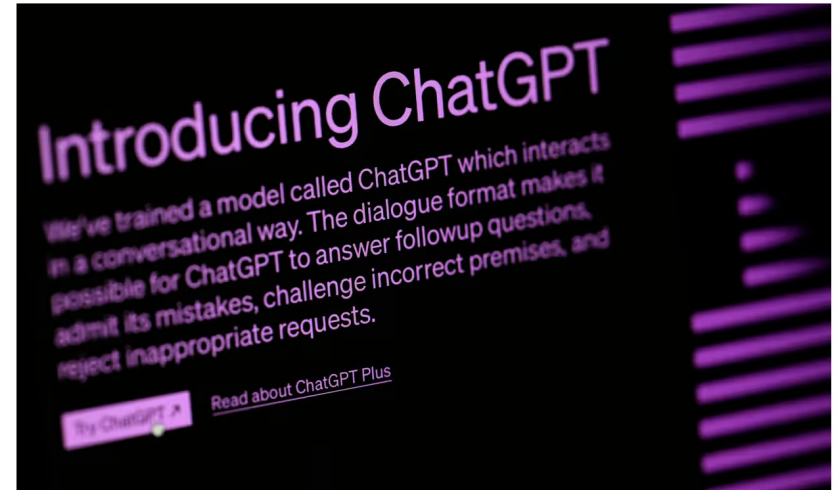 Introducing ChatGPT
We've trained a model called ChatGPT which interacts
in a conversational way. The dialogue format makes it
possible for ChatGPT to answer followup questions,
admit its mistakes, challenge incorrect premises, and
reject inappropriate requests.
Try ChatGPT ↗
Read about ChatGPT Plus